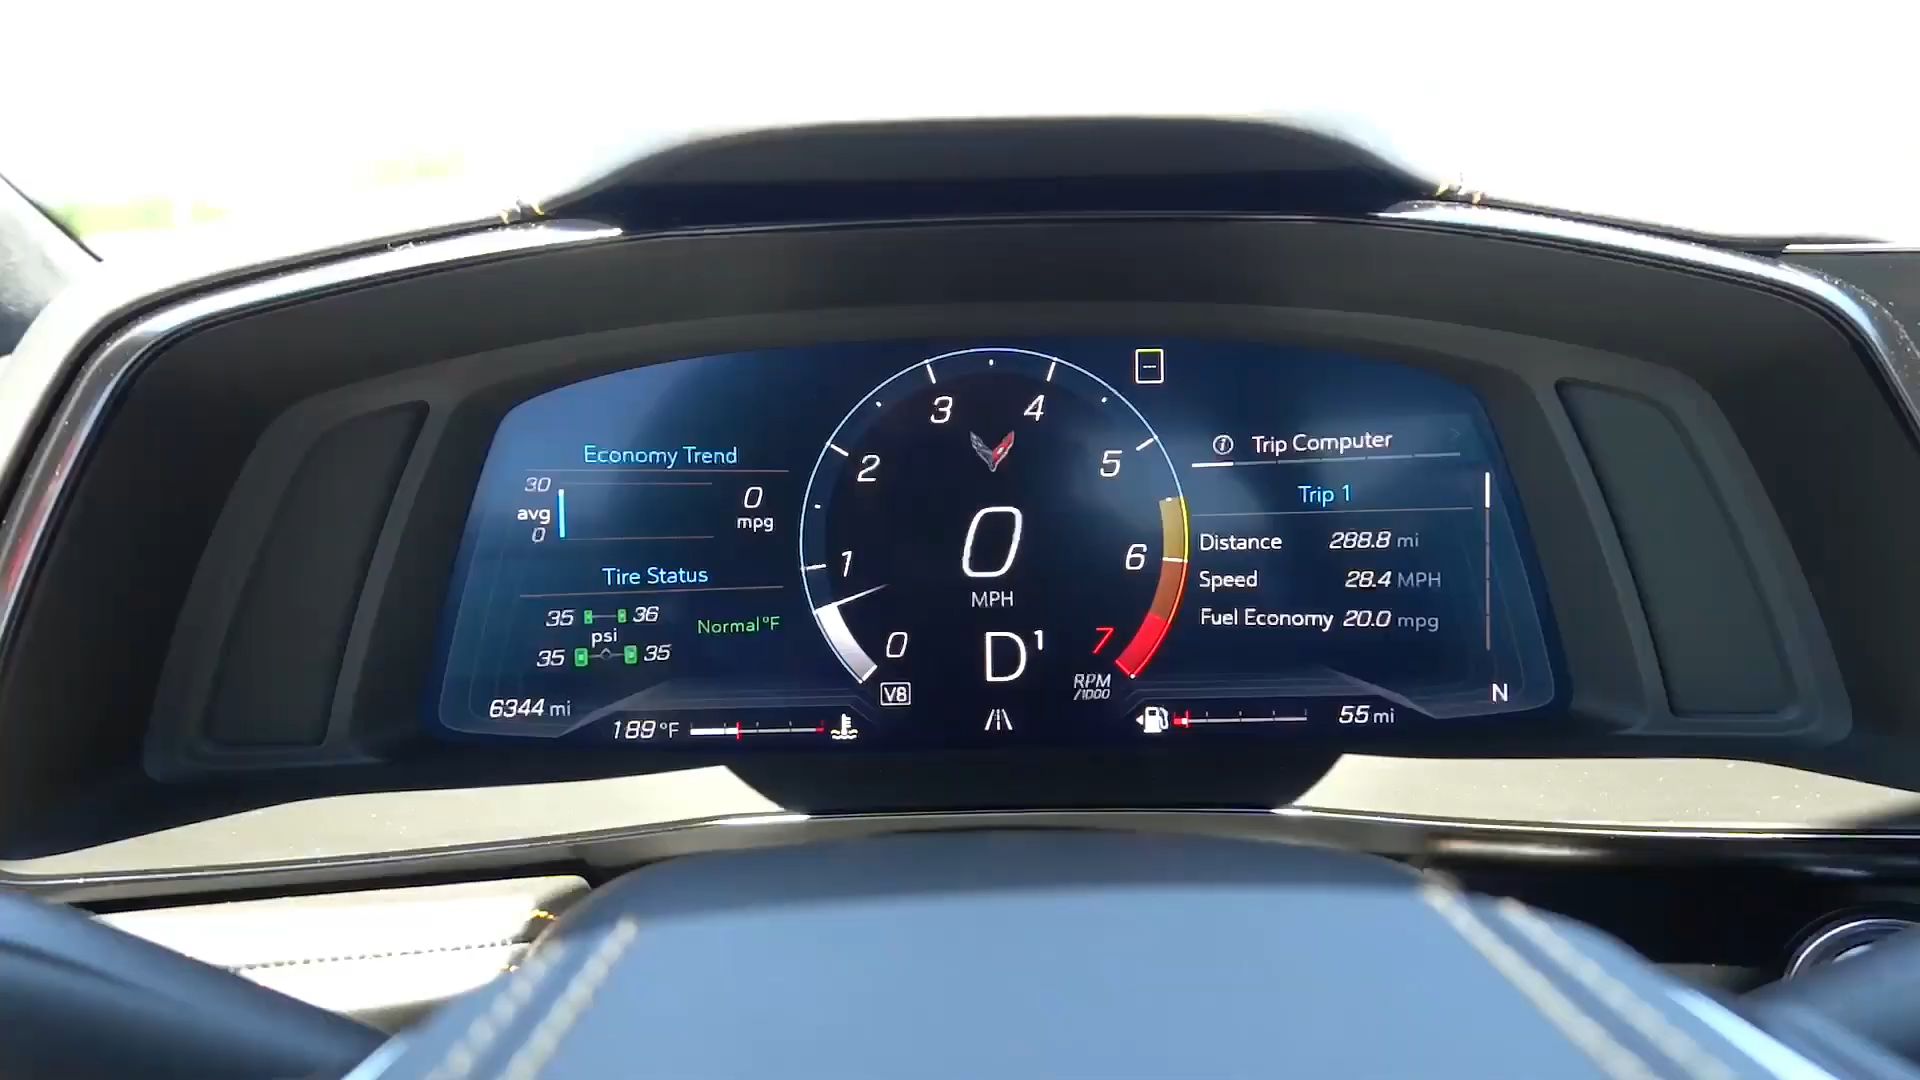 Economy Trend
30
avg
0
0
mpg
Tire Status
35 36
psi
35 35
Normal°F
6344 mi
189 °F
0
1
2
3
4
5
6
7
0
MPH
D1
V8
RPM
/1000
Trip Computer
Trip 1
Distance 288.8 mi
Speed 28.4 MPH
Fuel Economy 20.0 mpg
N
55 mi